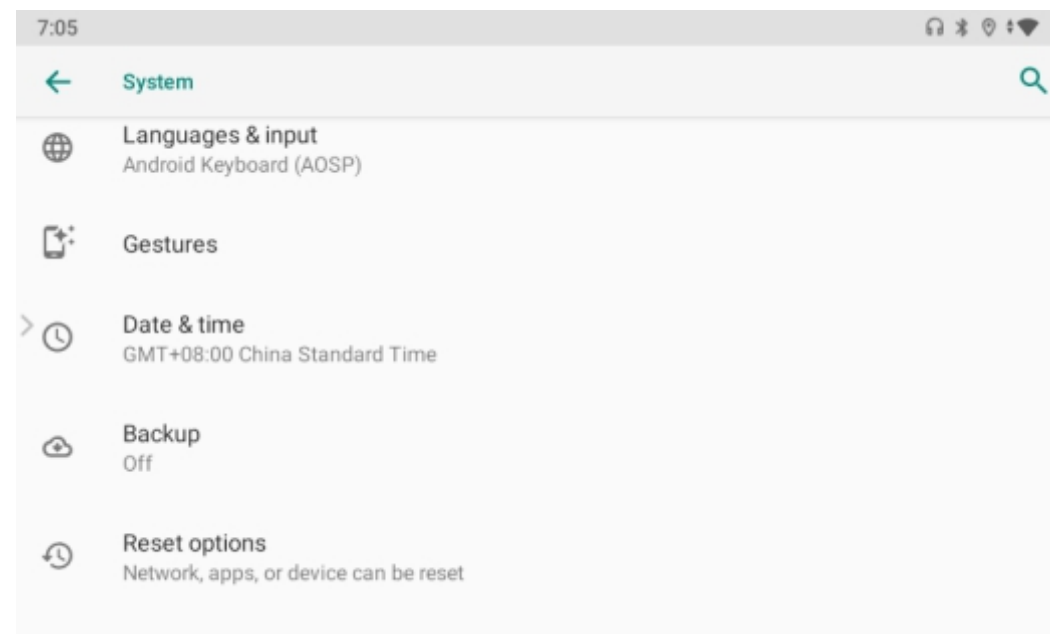 7:05
System
Languages & input
Android Keyboard (AOSP)
Gestures
Date & time
GMT+08:00 China Standard Time
Backup
Off
Reset options
Network, apps, or device can be reset